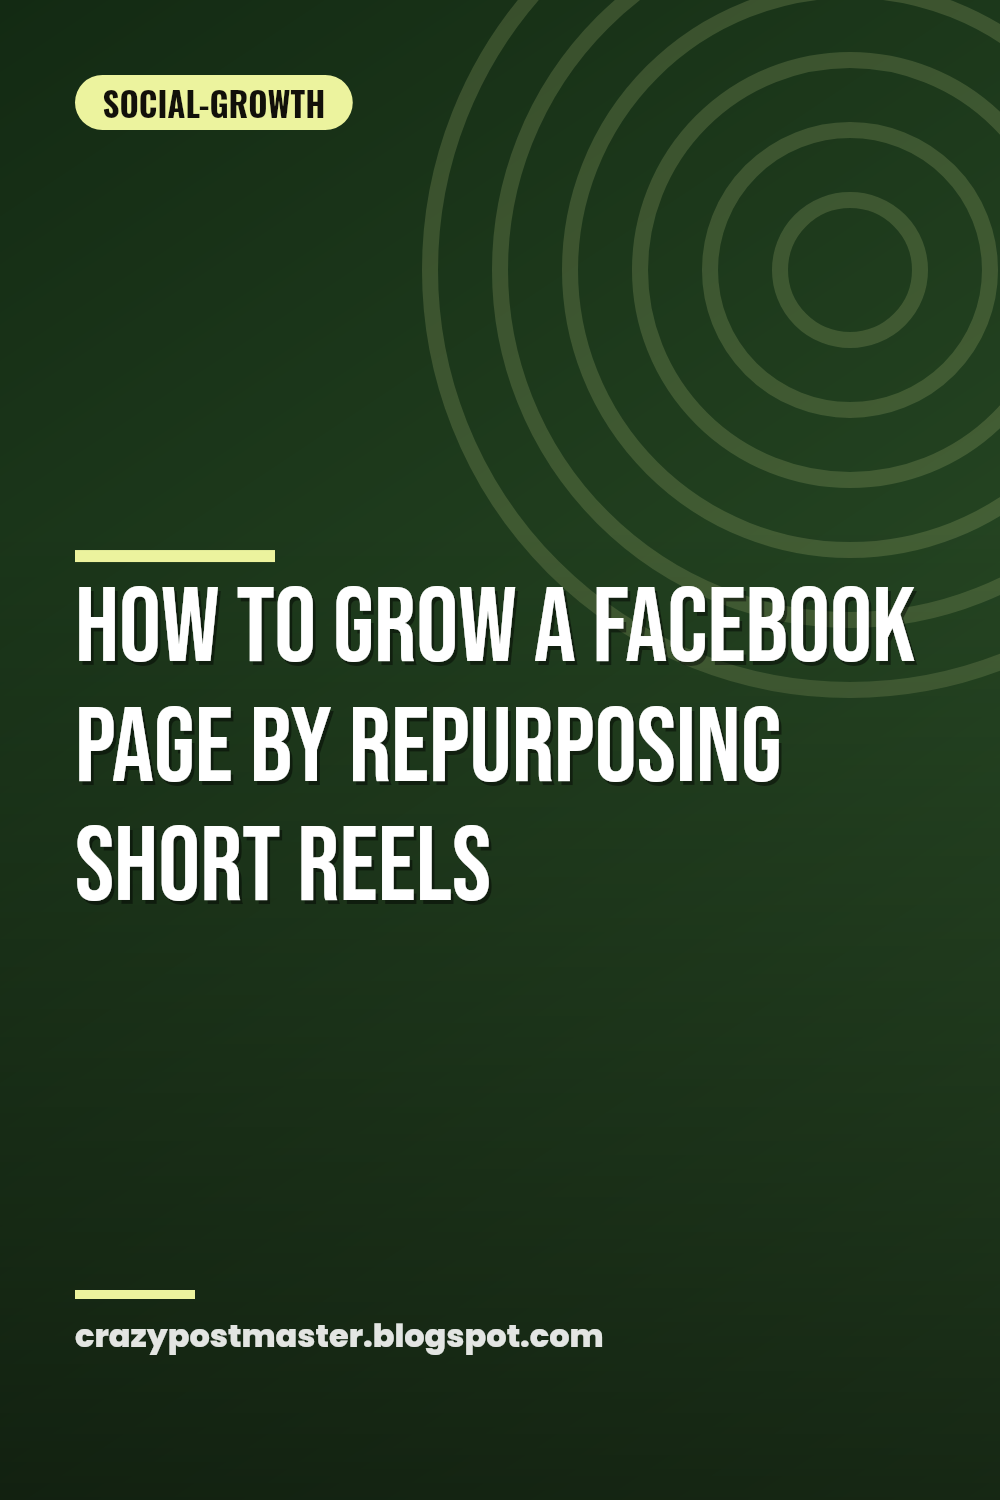 SOCIAL-GROWTH
HOW TO GROW A FACEBOOK
PAGE BY REPURPOSING
SHORT REELS
crazypostmaster.blogspot.com